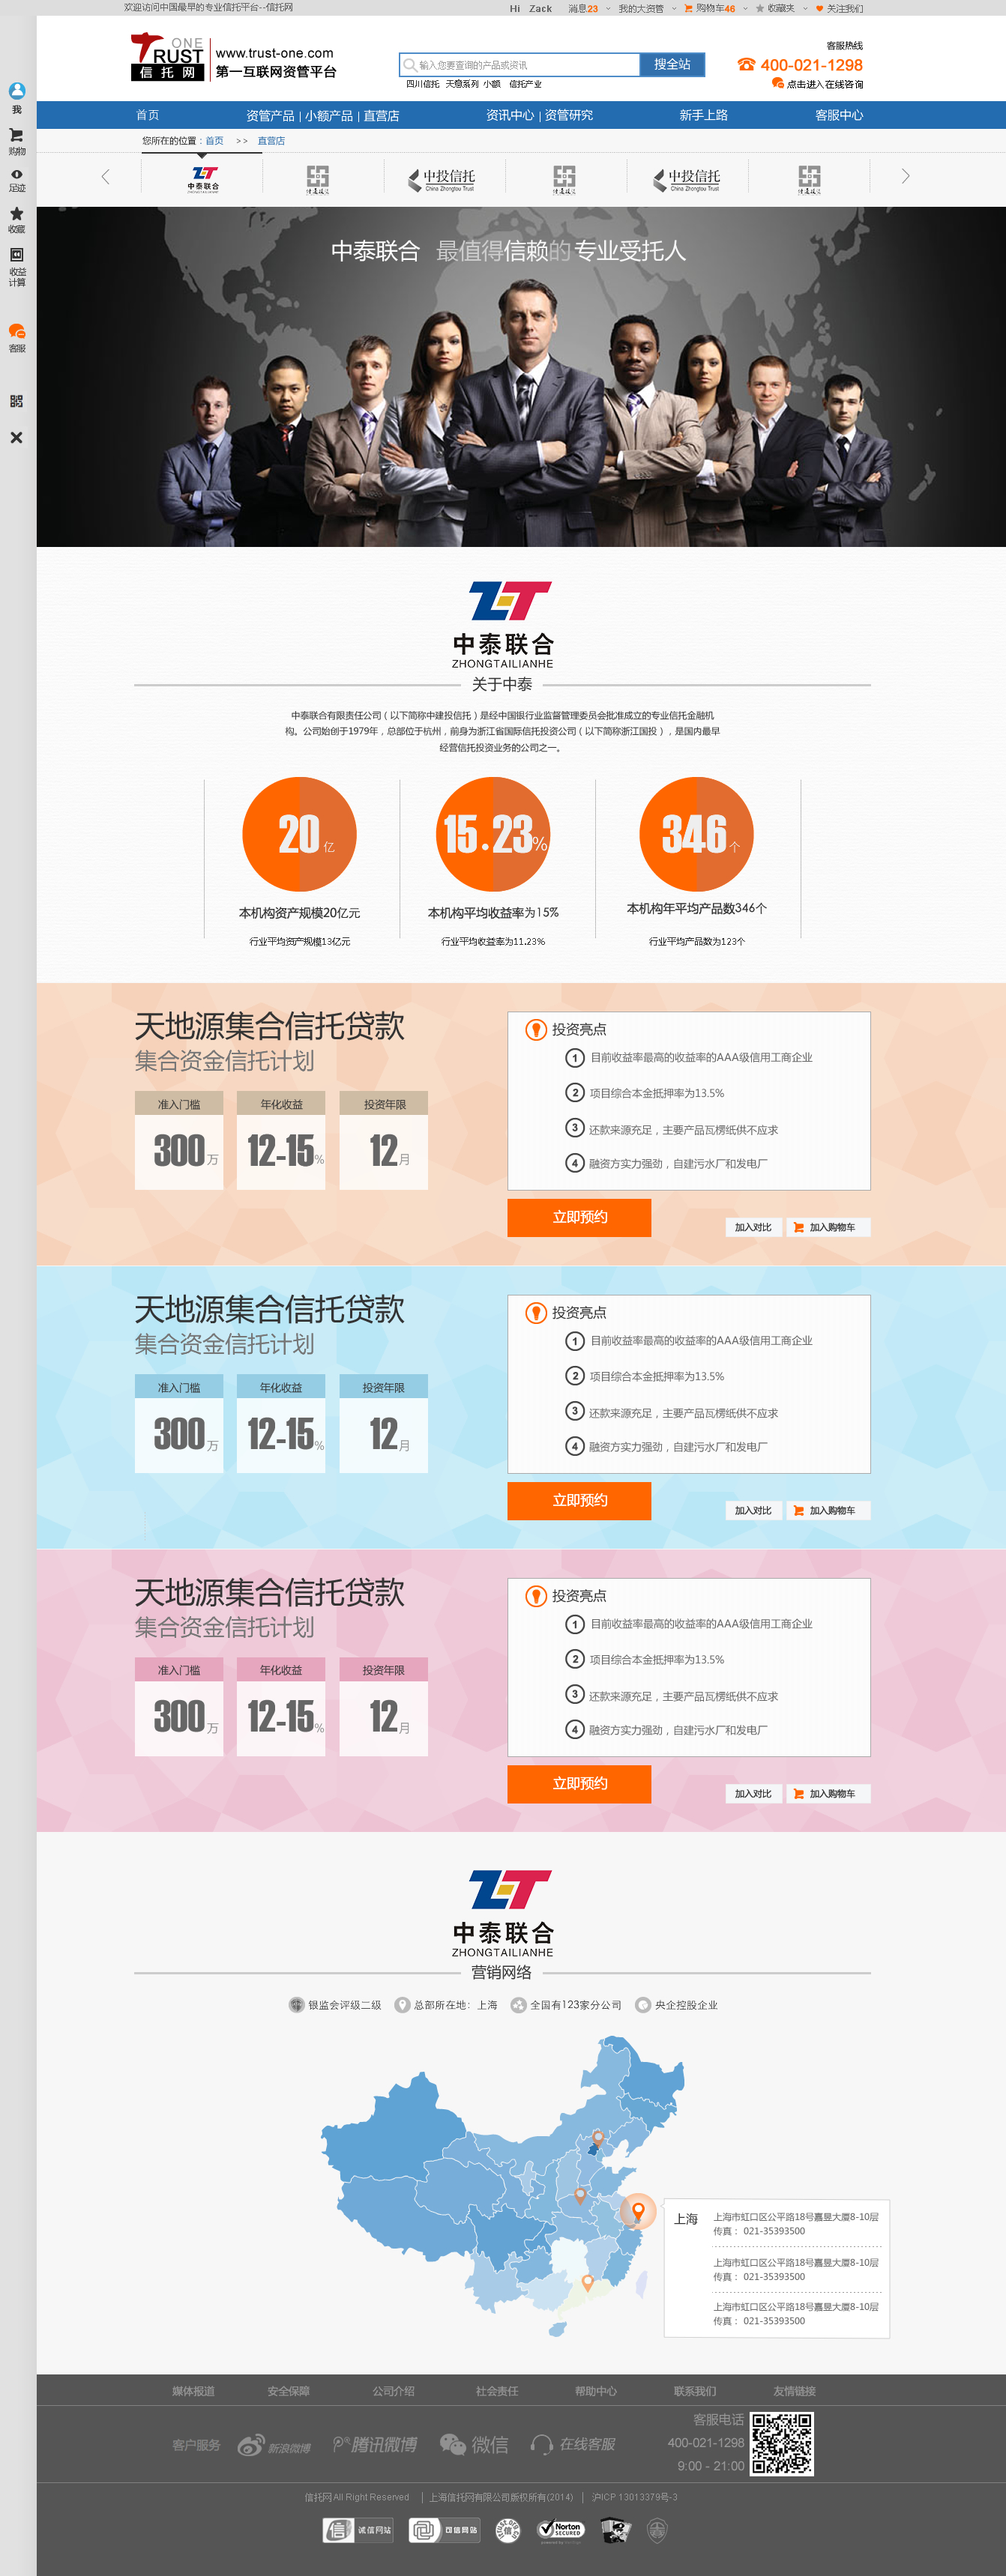 欢迎访问中国最早的专业信托平台--信托网
Hi Zack 消息23 我的大资管 购物车46 收藏夹 关注我们
TRUST ONE 信托网
www.trust-one.com
第一互联网资管平台
输入您要查询的产品或资讯 搜全站
四川信托 天意系列 小额 信托产业
客服热线
400-021-1298
点击进入在线咨询
首页 资管产品 | 小额产品 | 直营店 资讯中心 | 资管研究 新手上路 客服中心
我
购物
足迹
收藏
收益
计算
客服
您所在的位置：首页 >> 直营店
中泰联合 中投信托 China Zhongtou Trust 中投信托 China Zhongtou Trust
中泰联合 最值得信赖的专业受托人
中泰联合
ZHONGTAILIANHE
关于中泰
中泰联合有限责任公司（以下简称中建投信托）是经中国银行业监督管理委员会批准成立的专业信托金融机
构。公司始创于1979年，总部位于杭州，前身为浙江省国际信托投资公司（以下简称浙江国投），是国内最早
经营信托投资业务的公司之一。
20亿 15.23% 346个
本机构资产规模20亿元 本机构平均收益率为15% 本机构年平均产品数346个
行业平均资产规模13亿元 行业平均收益率为11.23% 行业平均产品数为123个
天地源集合信托贷款
集合资金信托计划
准入门槛 年化收益 投资年限
300万 12-15% 12月
投资亮点
1 目前收益率最高的收益率的AAA级信用工商企业
2 项目综合本金抵押率为13.5%
3 还款来源充足，主要产品瓦楞纸供不应求
4 融资方实力强劲，自建污水厂和发电厂
立即预约 加入对比 加入购物车
天地源集合信托贷款
集合资金信托计划
准入门槛 年化收益 投资年限
300万 12-15% 12月
投资亮点
1 目前收益率最高的收益率的AAA级信用工商企业
2 项目综合本金抵押率为13.5%
3 还款来源充足，主要产品瓦楞纸供不应求
4 融资方实力强劲，自建污水厂和发电厂
立即预约 加入对比 加入购物车
天地源集合信托贷款
集合资金信托计划
准入门槛 年化收益 投资年限
300万 12-15% 12月
投资亮点
1 目前收益率最高的收益率的AAA级信用工商企业
2 项目综合本金抵押率为13.5%
3 还款来源充足，主要产品瓦楞纸供不应求
4 融资方实力强劲，自建污水厂和发电厂
立即预约 加入对比 加入购物车
中泰联合
ZHONGTAILIANHE
营销网络
银监会评级二级 总部所在地：上海 全国有123家分公司 央企控股企业
上海
上海市虹口区公平路18号嘉昱大厦8-10层
传真： 021-35393500
上海市虹口区公平路18号嘉昱大厦8-10层
传真： 021-35393500
上海市虹口区公平路18号嘉昱大厦8-10层
传真： 021-35393500
媒体报道 安全保障 公司介绍 社会责任 帮助中心 联系我们 友情链接
客户服务 新浪微博 腾讯微博 微信 在线客服
客服电话
400-021-1298
9:00 - 21:00
信托网 All Right Reserved | 上海信托网有限公司版权所有(2014) | 沪ICP 13013379号-3
诚信网站 可信网站 Norton SECURED